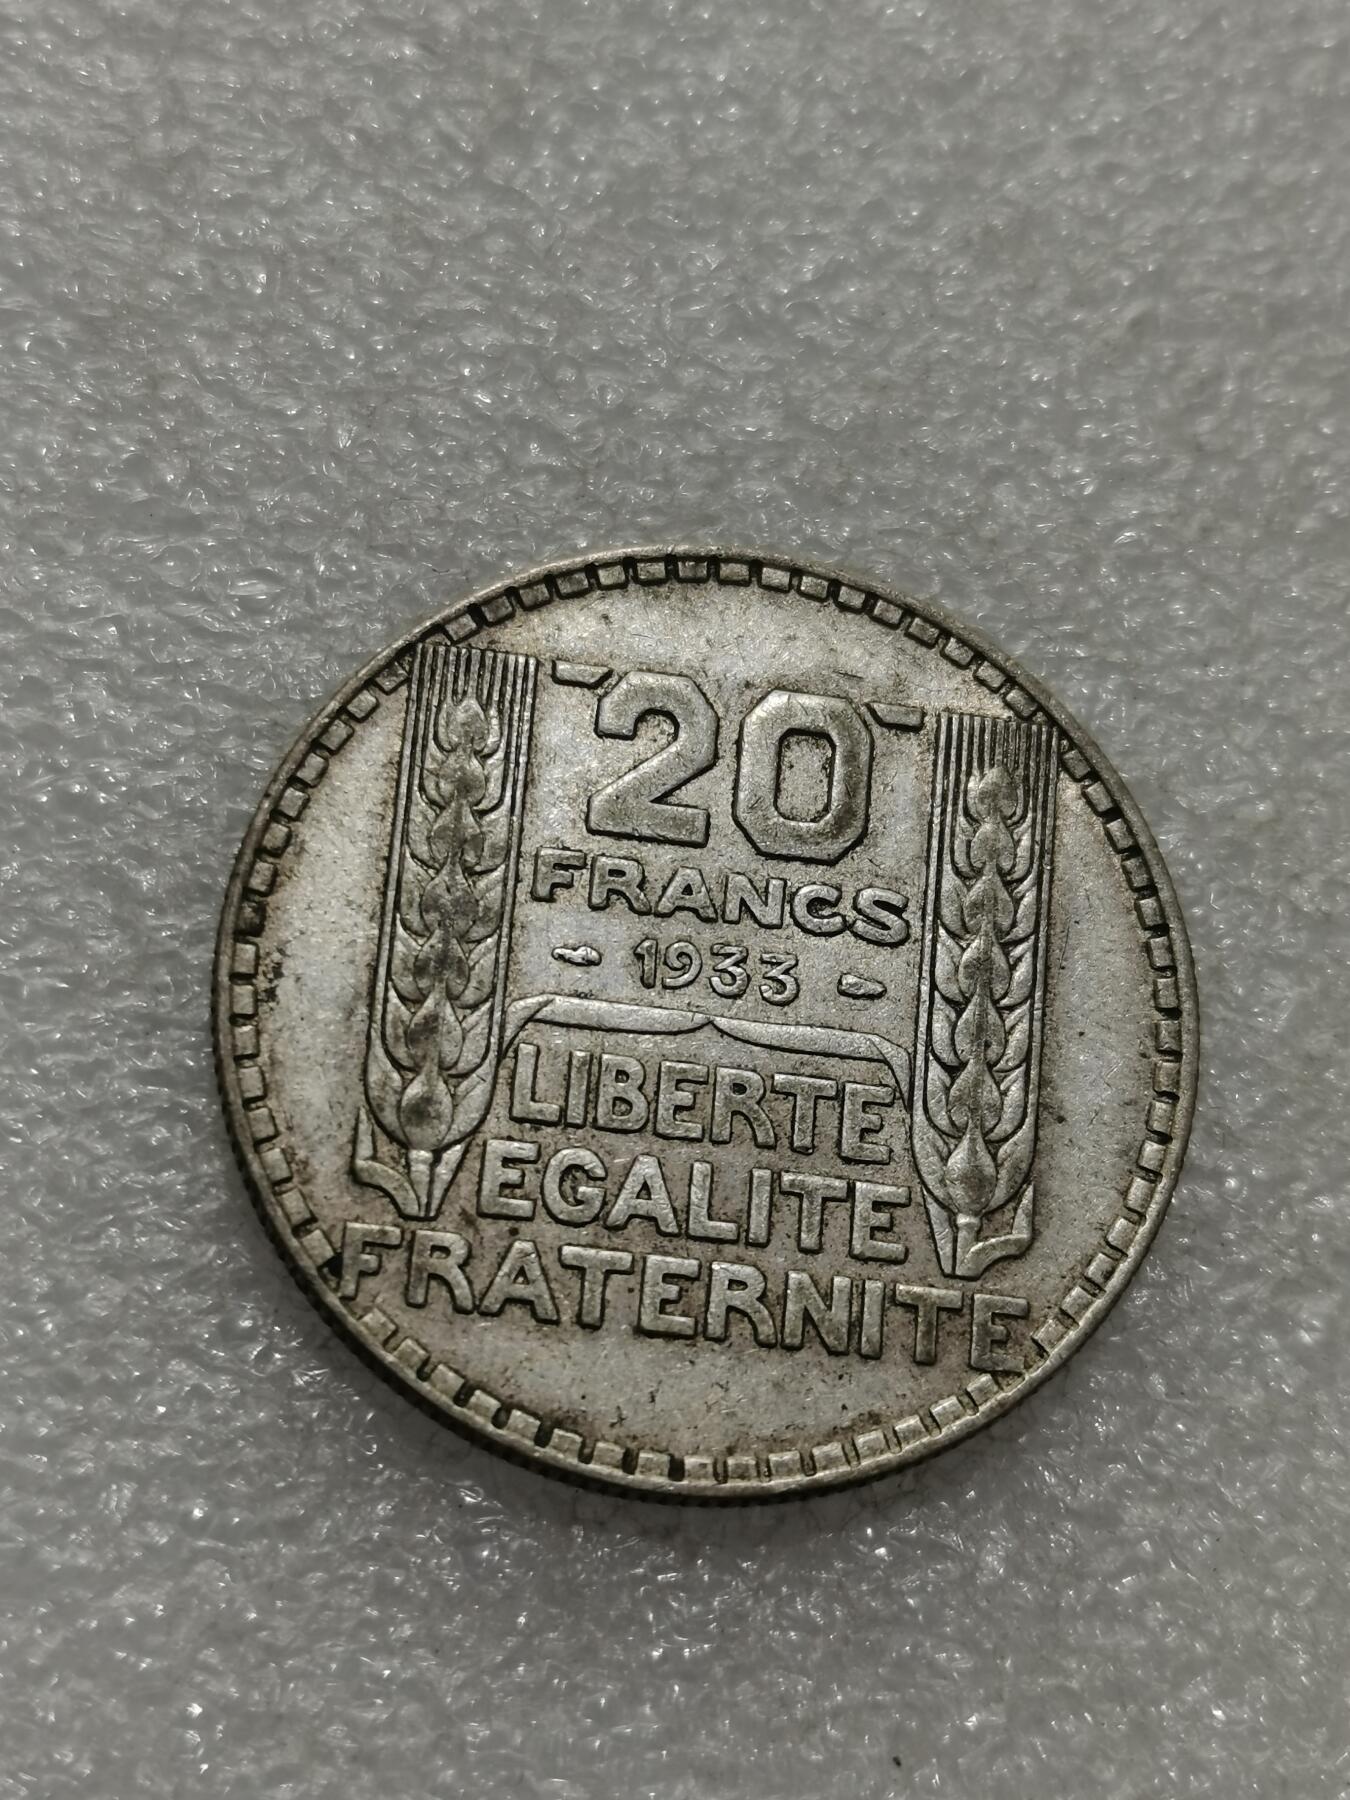 20
FRANCS
1933
LIBERTE
EGALITE
FRATERNITE